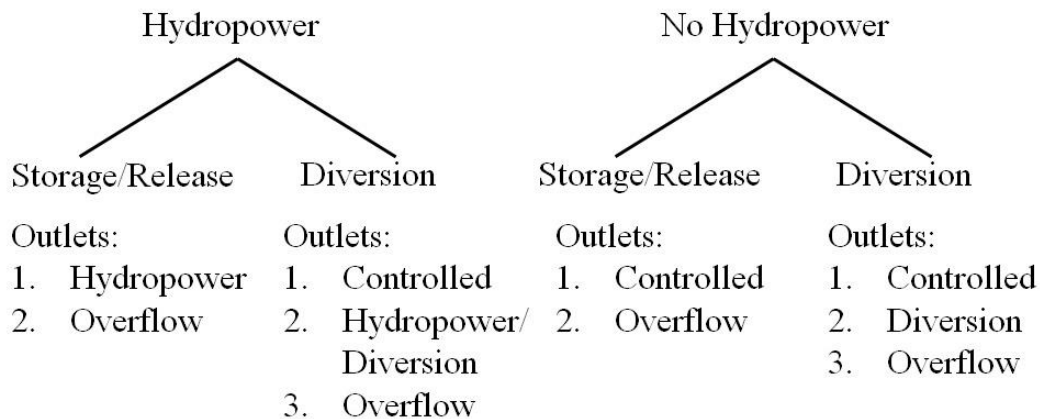 Hydropower
No Hydropower
Storage/Release
Diversion
Storage/Release
Diversion
Outlets:
1. Hydropower
2. Overflow
Outlets:
1. Controlled
2. Hydropower/
Diversion
3. Overflow
Outlets:
1. Controlled
2. Overflow
Outlets:
1. Controlled
2. Diversion
3. Overflow